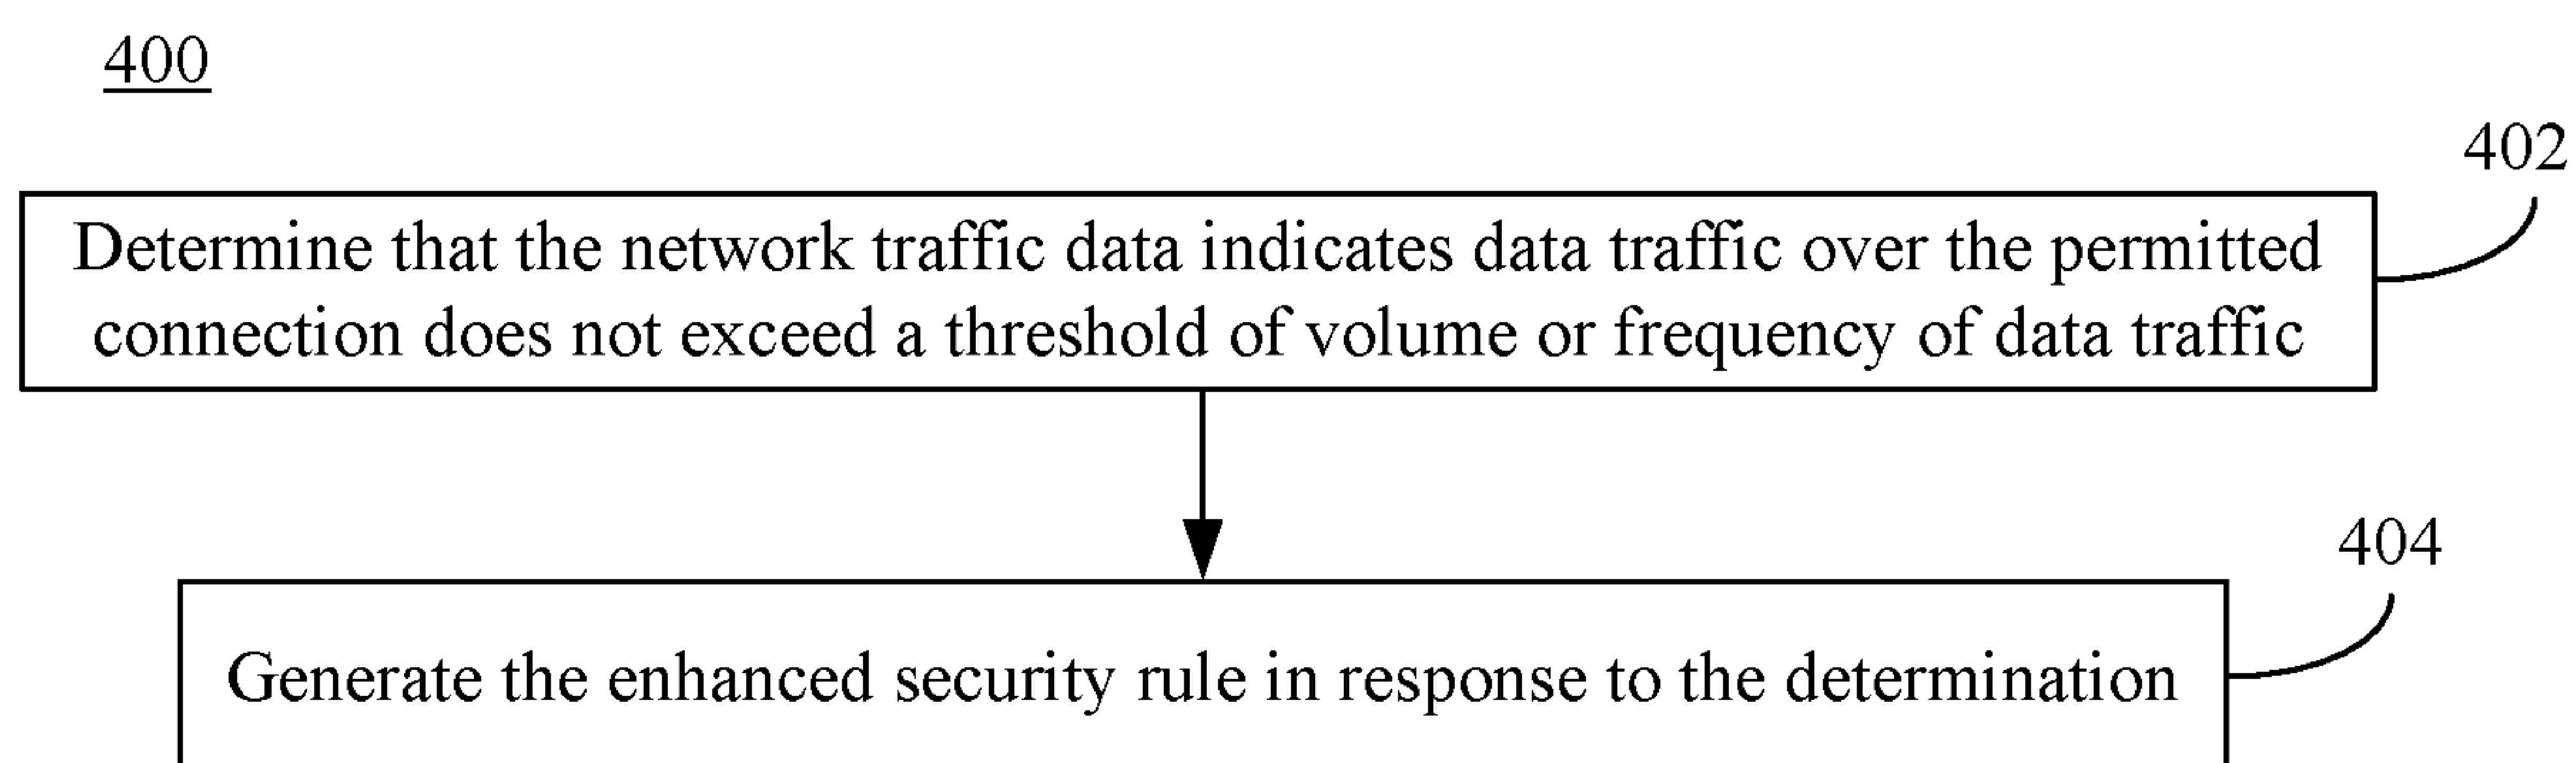 400
402
Determine that the network traffic data indicates data traffic over the permitted
connection does not exceed a threshold of volume or frequency of data traffic
404
Generate the enhanced security rule in response to the determination